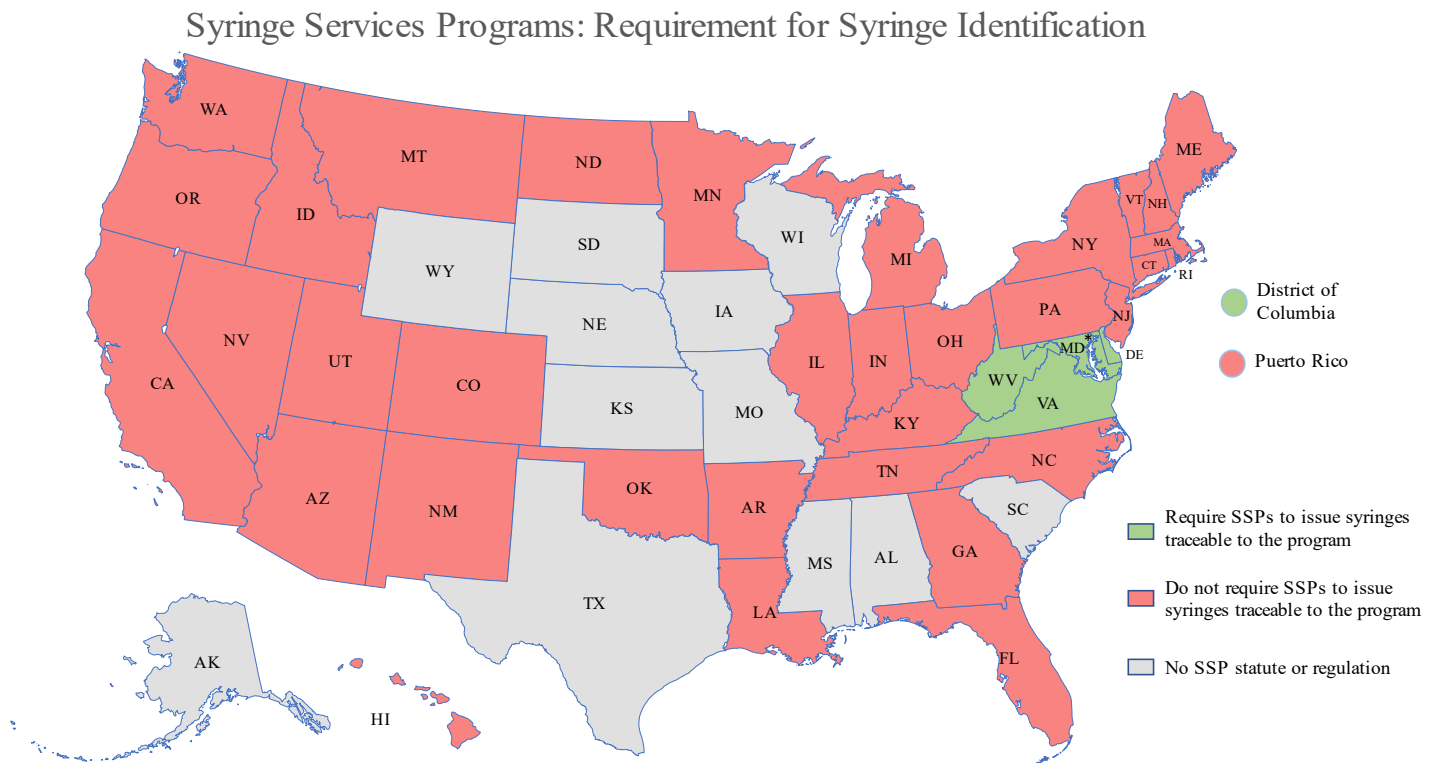 Syringe Services Programs: Requirement for Syringe Identification
WA
MT
ND
MN
ME
OR
ID
SD
WI
MI
NY
VT
NH
MA
CT
RI
WY
NE
IA
PA
NJ
NV
UT
CO
CA
KS
MO
IL
IN
OH
MD*
DE
WV
VA
KY
District of
Columbia
Puerto Rico
AZ
NM
OK
AR
TN
NC
SC
MS
AL
GA
TX
LA
FL
AK
HI
Require SSPs to issue syringes
traceable to the program
Do not require SSPs to issue
syringes traceable to the program
No SSP statute or regulation